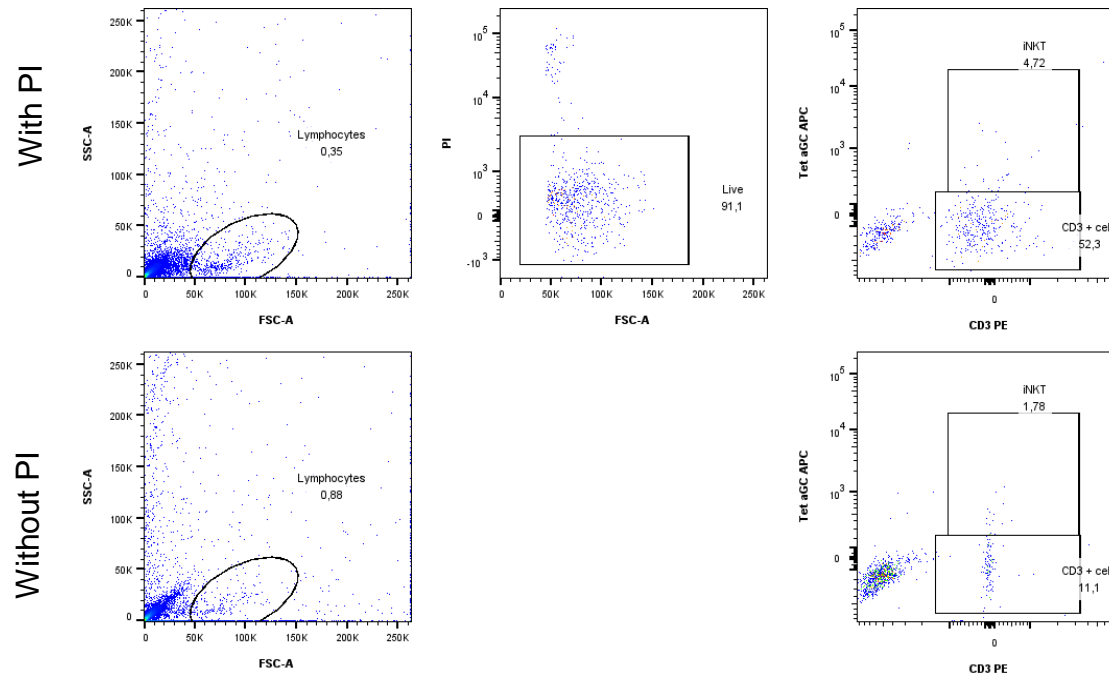 With PI
SSC-A
250K
200K
150K
100K
50K
0
Lymphocytes
0,35
0 50K 100K 150K 200K 250K
FSC-A
PI
10^5
10^4
10^3
0
-10^3
Live
91,1
0 50K 100K 150K 200K 250K
FSC-A
Tet aGC APC
10^5
10^4
10^3
0
iNKT
4,72
CD3 + cel
52,3
0
CD3 PE
Without PI
SSC-A
250K
200K
150K
100K
50K
0
Lymphocytes
0,88
0 50K 100K 150K 200K 250K
FSC-A
Tet aGC APC
10^5
10^4
10^3
0
iNKT
1,78
CD3 + cel
11,1
0
CD3 PE